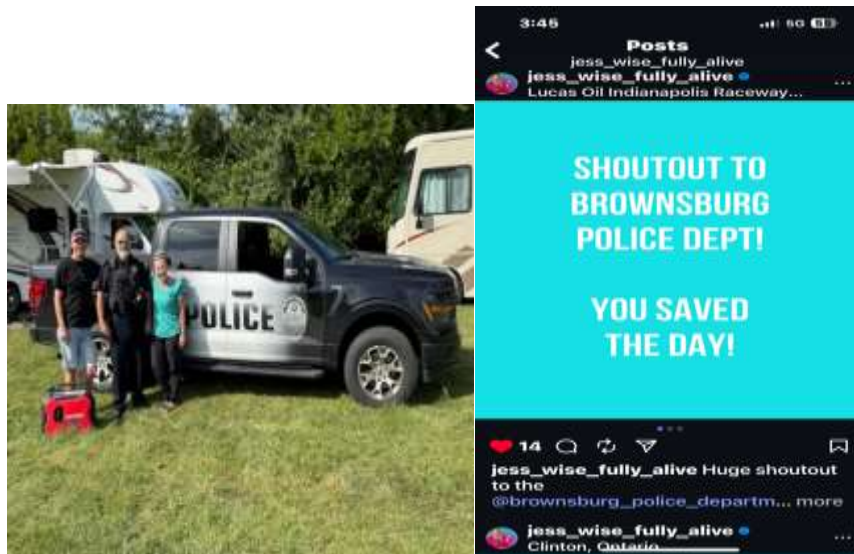 POLICE
3:45
5G
Posts
jess_wise_fully_alive
jess_wise_fully_alive
Lucas Oil Indianapolis Raceway...
SHOUTOUT TO
BROWNSBURG
POLICE DEPT!
YOU SAVED
THE DAY!
14
jess_wise_fully_alive Huge shoutout
to the
@brownsburg_police_departm... more
jess_wise_fully_alive
Clinton, Ontario